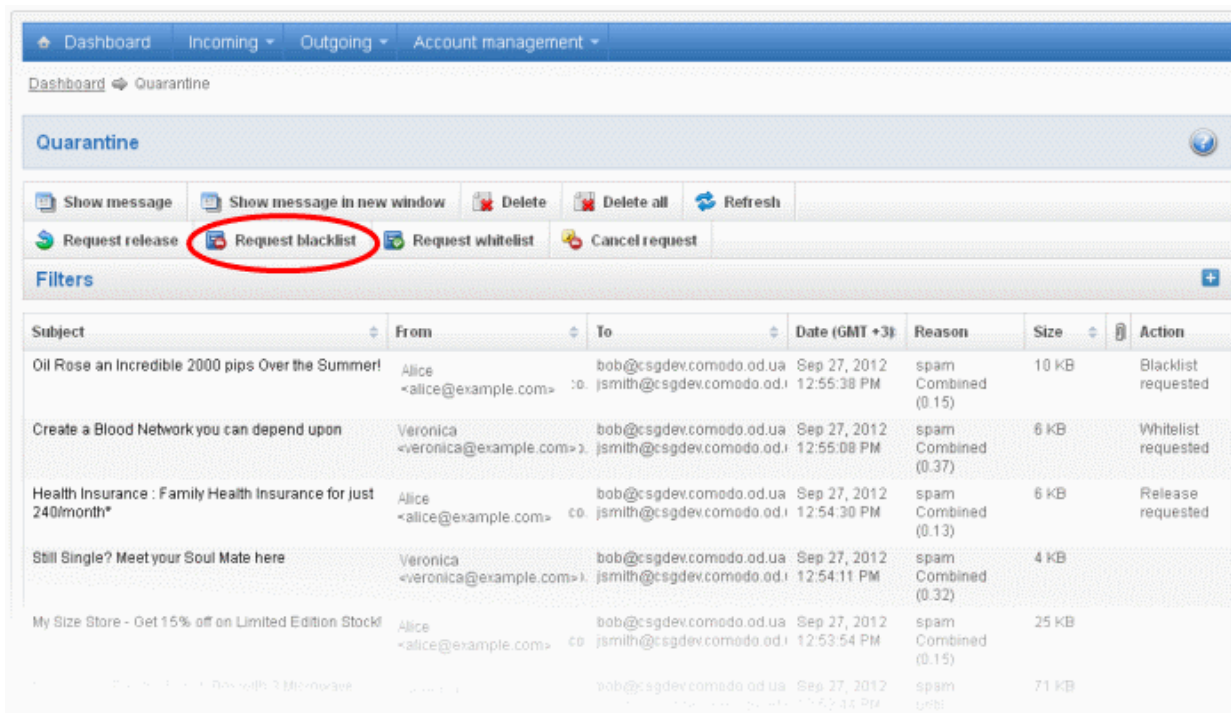 Dashboard Incoming Outgoing Account management
Dashboard Quarantine
Quarantine
Show message Show message in new window Delete Delete all Refresh
Request release Request blacklist Request whitelist Cancel request
Filters
Subject From To Date (GMT +3) Reason Size Action
Oil Rose an Incredible 2000 pips Over the Summer! Alice bob@csgdev.comodo.od.ua Sep 27, 2012 spam 10 KB Blacklist
<alice@example.com> jsmith@csgdev.comodo.od. 12:55:38 PM Combined requested
(0.15)
Create a Blood Network you can depend upon Veronica bob@csgdev.comodo.od.ua Sep 27, 2012 spam 6 KB Whitelist
<veronica@example.com> jsmith@csgdev.comodo.od. 12:55:08 PM Combined requested
(0.37)
Health Insurance : Family Health Insurance for just Alice bob@csgdev.comodo.od.ua Sep 27, 2012 spam 6 KB Release
240/month* <alice@example.com> co. jsmith@csgdev.comodo.od. 12:54:30 PM Combined requested
(0.13)
Still Single? Meet your Soul Mate here Veronica bob@csgdev.comodo.od.ua Sep 27, 2012 spam 4 KB
<veronica@example.com> jsmith@csgdev.comodo.od. 12:54:11 PM Combined
(0.32)
My Size Store - Get 15% off on Limited Edition Stock! Alice bob@csgdev.comodo.od.ua Sep 27, 2012 spam 25 KB
<alice@example.com> co jsmith@csgdev.comodo.od. 12:53:54 PM Combined
(0.15)
bob@csgdev.comodo.od.ua Sep 27, 2012 spam 71 KB